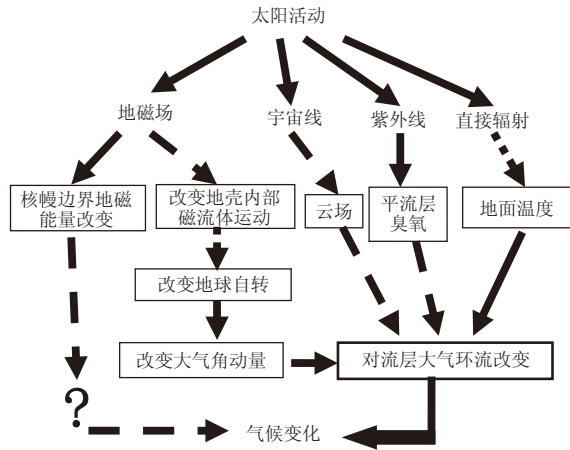 太阳活动
地磁场
宇宙线
紫外线
直接辐射
核幔边界地磁
能量改变
改变地壳内部
磁流体运动
云场
平流层
臭氧
地面温度
改变地球自转
改变大气角动量
对流层大气环流改变
?
气候变化